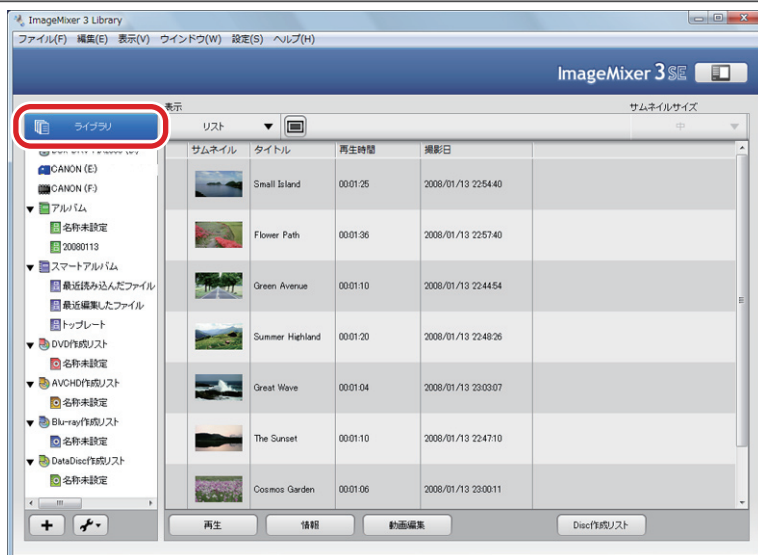 ImageMixer 3 Library
ファイル(F) 編集(E) 表示(V) ウインドウ(W) 設定(S) ヘルプ(H)
ImageMixer 3 SE
表示
サムネイルサイズ
ライブラリ
リスト
中
サムネイル タイトル 再生時間 撮影日
CANON (E:)
CANON (F:)
アルバム
名称未設定
20080113
スマートアルバム
最近読み込んだファイル
最近編集したファイル
トップレート
DVD作成リスト
名称未設定
AVCHD作成リスト
名称未設定
Blu-ray作成リスト
名称未設定
DataDisc作成リスト
名称未設定
Small Island 00:01:25 2008/01/13 22:54:40
Flower Path 00:01:36 2008/01/13 22:57:40
Green Avenue 00:01:10 2008/01/13 22:44:54
Summer Highland 00:01:20 2008/01/13 22:48:26
Great Wave 00:01:04 2008/01/13 23:03:07
The Sunset 00:01:10 2008/01/13 22:47:10
Cosmos Garden 00:01:06 2008/01/13 23:00:11
再生 情報 動画編集 Disc作成リスト